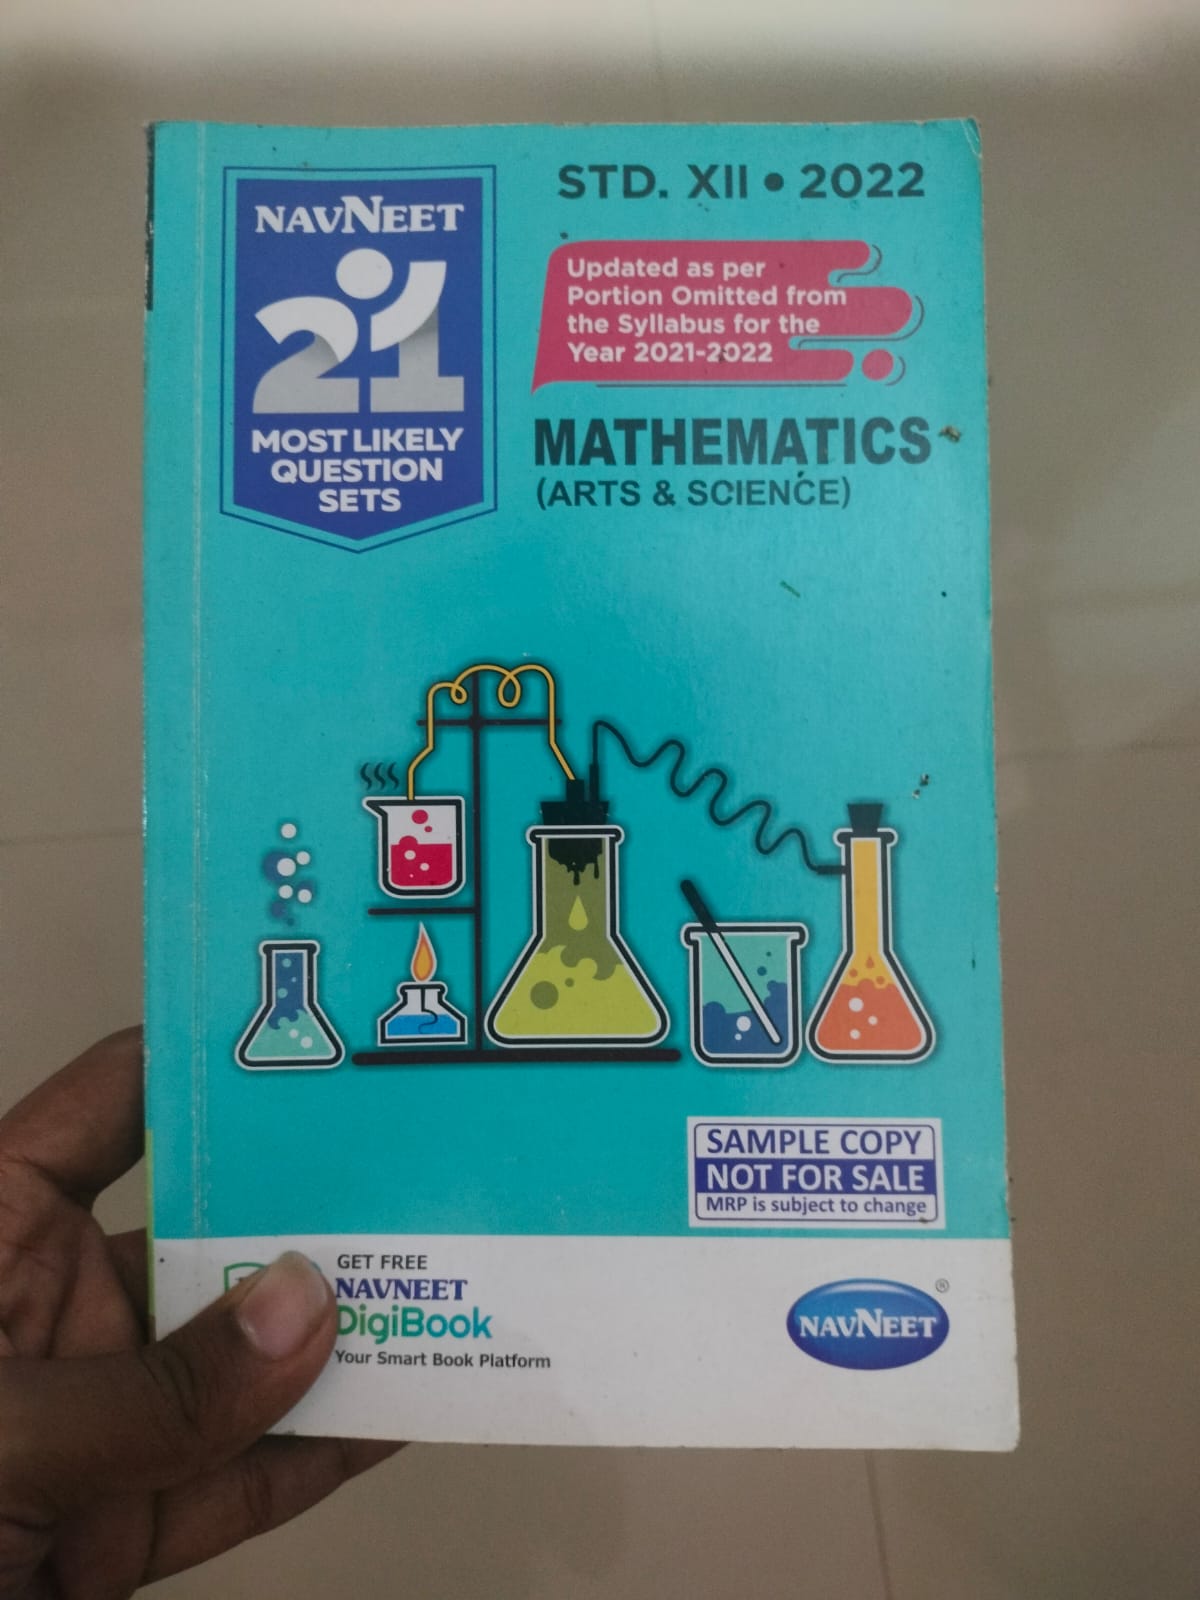 NAVNEET
21
MOST LIKELY
QUESTION
SETS
STD. XII • 2022
Updated as per
Portion Omitted from
the Syllabus for the
Year 2021-2022
MATHEMATICS
(ARTS & SCIENCE)
SAMPLE COPY
NOT FOR SALE
MRP is subject to change
GET FREE
NAVNEET
DigiBook
Your Smart Book Platform
NAVNEET®